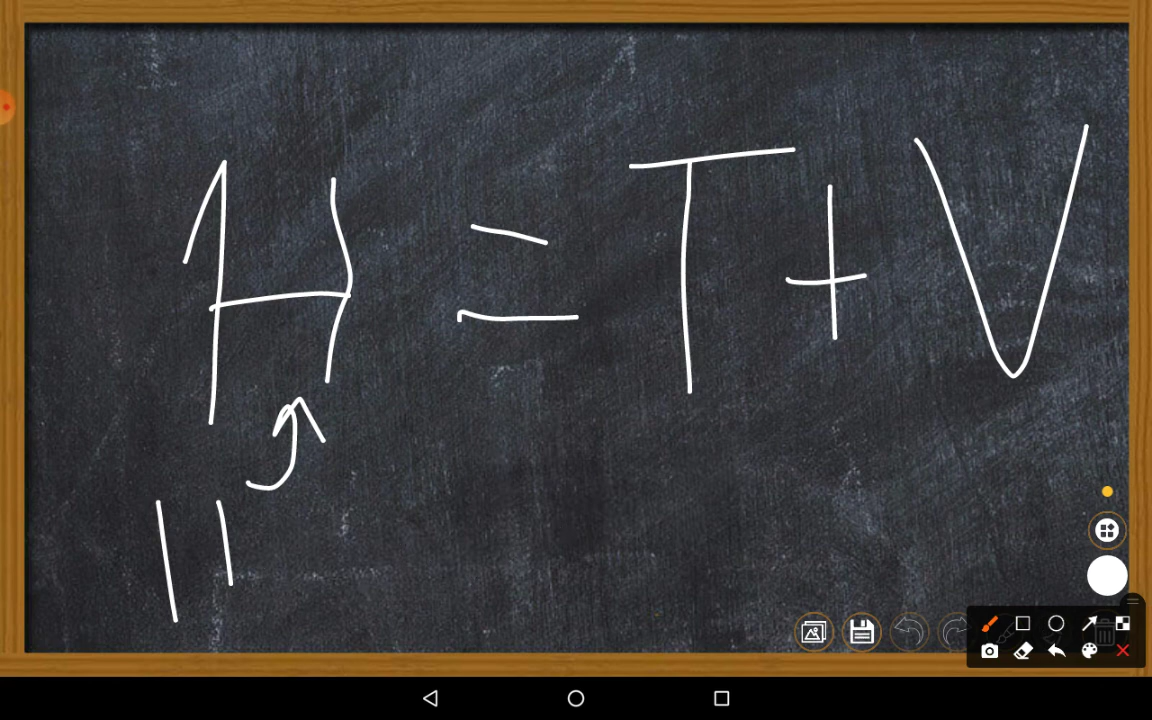 H = T + V